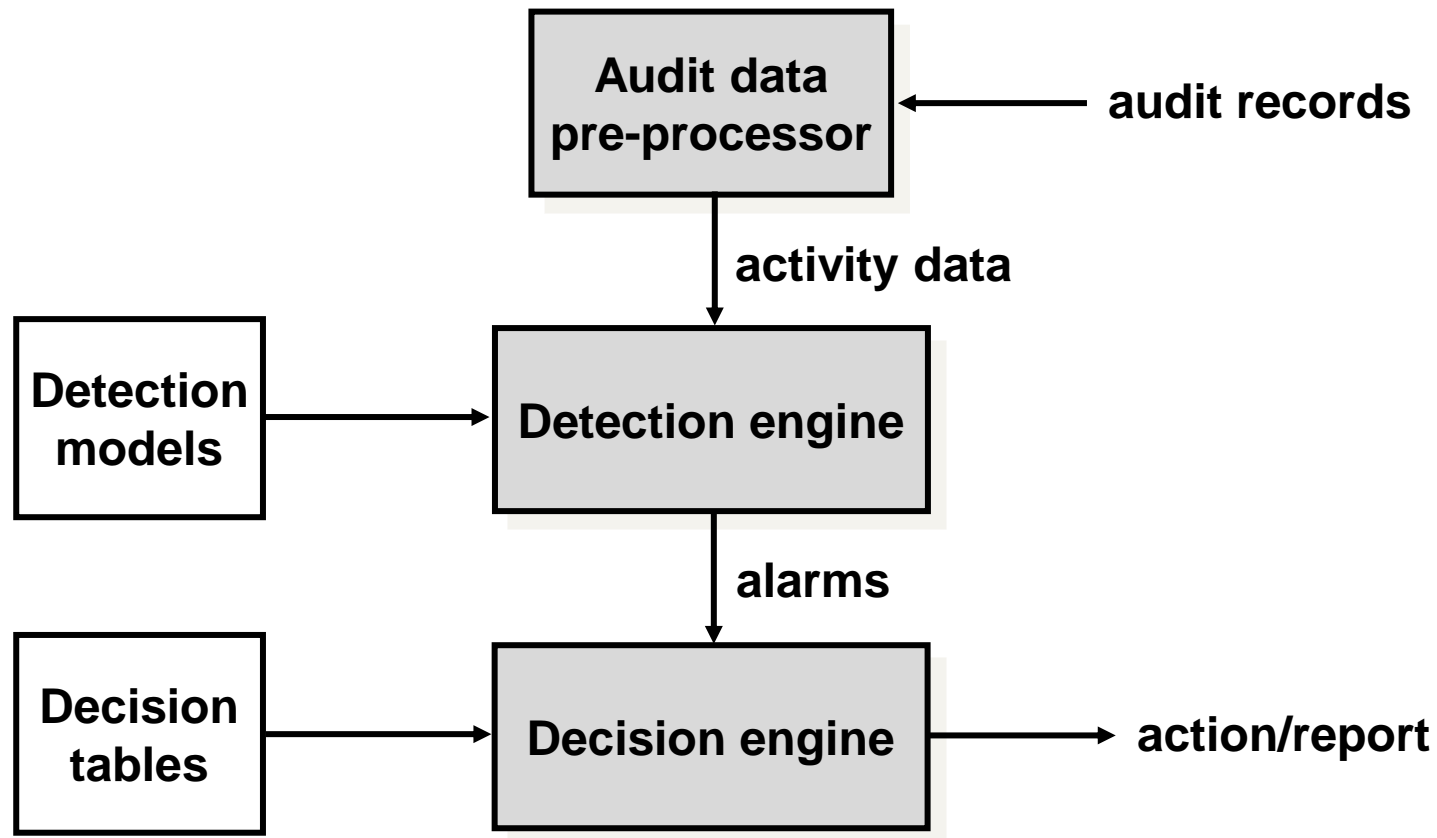 Audit data
pre-processor
audit records
activity data
Detection
models
Detection engine
alarms
Decision
tables
Decision engine
action/report